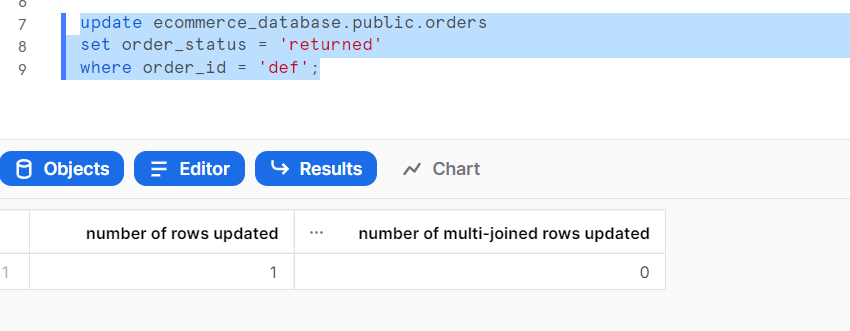 6
7 update ecommerce_database.public.orders
8 set order_status = 'returned'
9 where order_id = 'def';
Objects Editor Results Chart
number of rows updated ... number of multi-joined rows updated
1 1 0